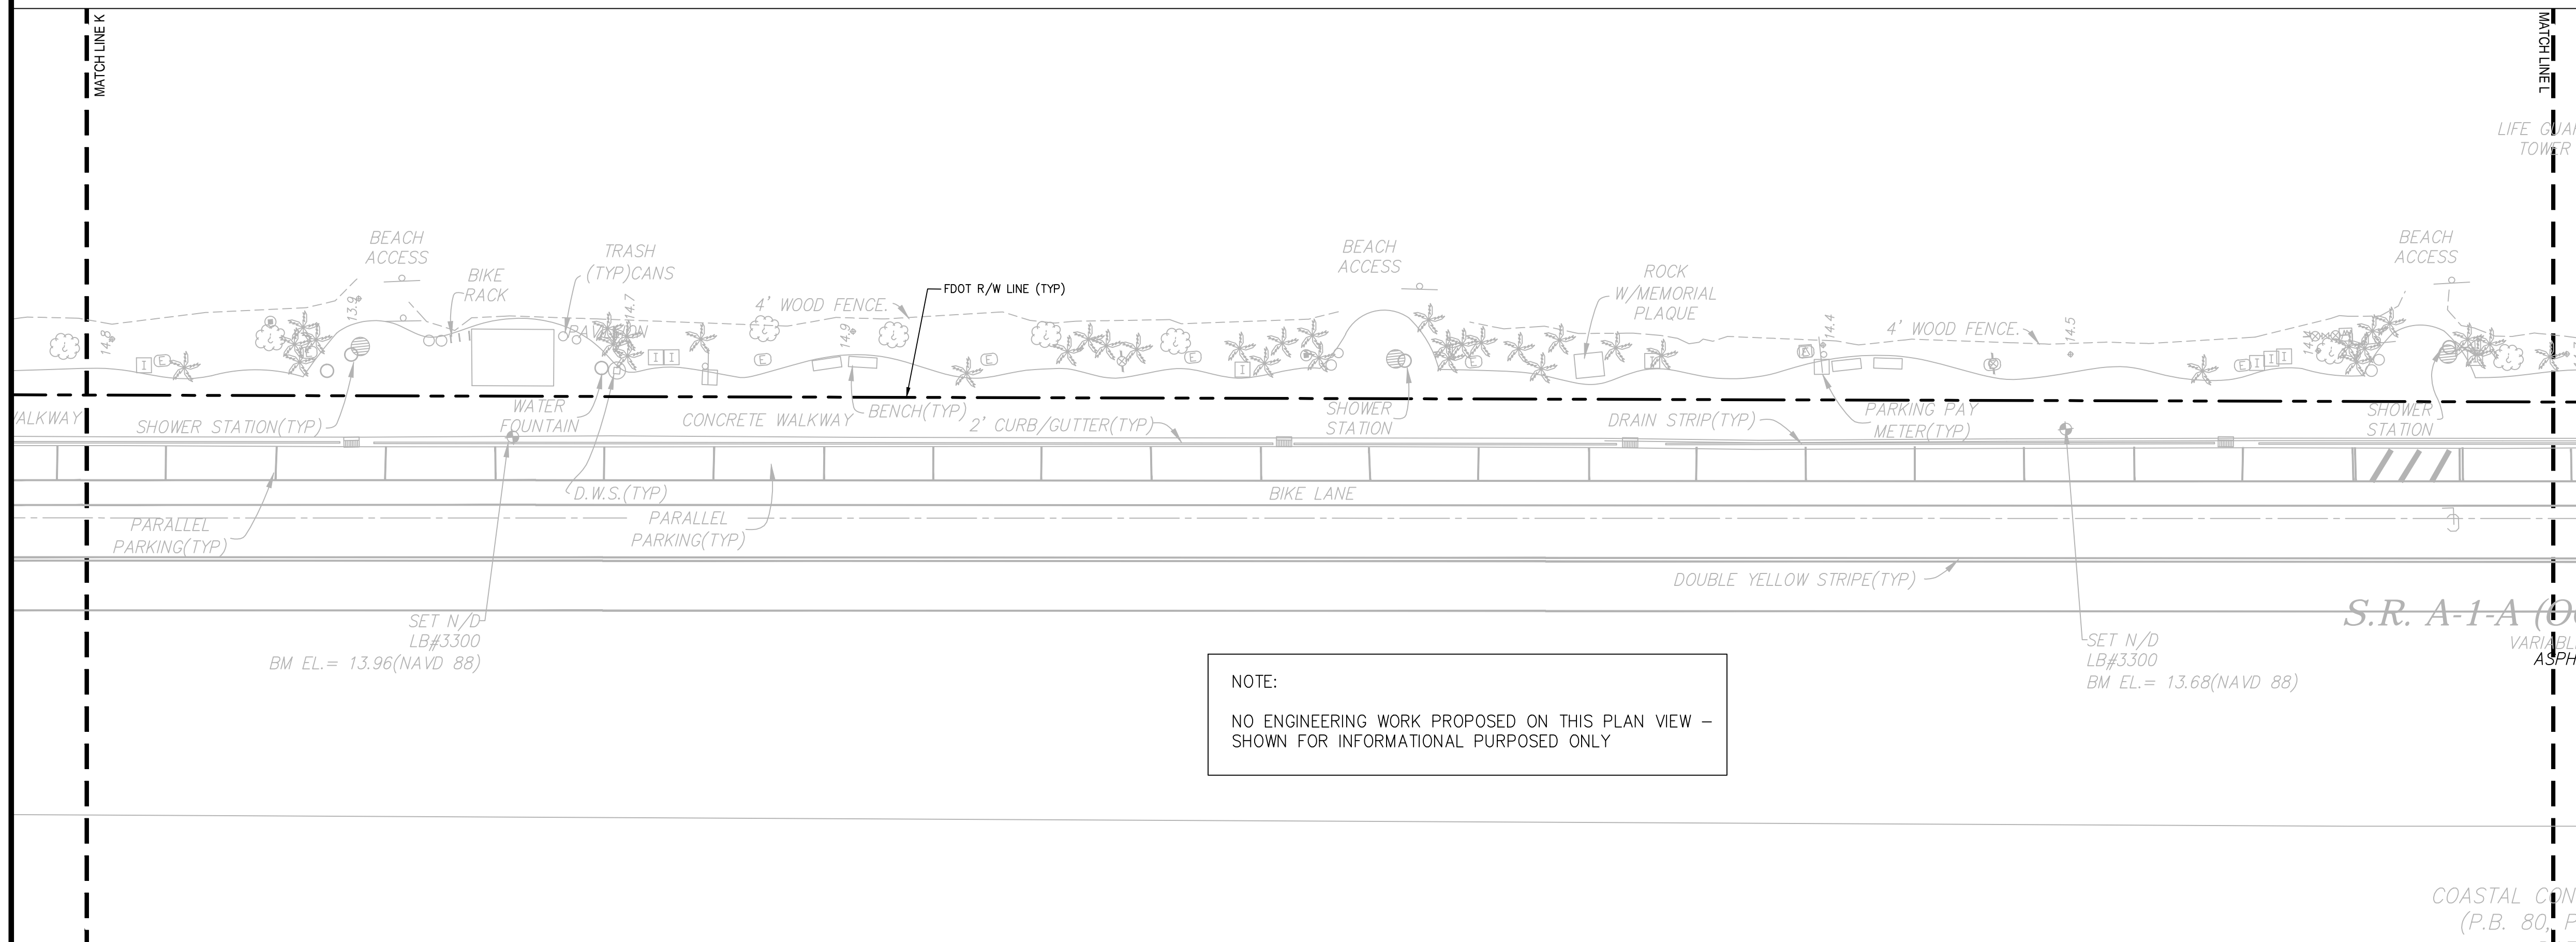 MATCH LINE K
MATCH LINE L
LIFE GUA
TOWER
BEACH
ACCESS
BIKE
RACK
TRASH
(TYP)CANS
4' WOOD FENCE.
FDOT R/W LINE (TYP)
BEACH
ACCESS
ROCK
W/MEMORIAL
PLAQUE
4' WOOD FENCE.
BEACH
ACCESS
14.8
13.9
PAVILION
14.7
14.9
14.4
14.5
I
E
I
I
E
E
E
I
E
I
E
I
I
I
WALKWAY
SHOWER STATION(TYP)
WATER
FOUNTAIN
CONCRETE WALKWAY
BENCH(TYP)
2' CURB/GUTTER(TYP)
SHOWER
STATION
DRAIN STRIP(TYP)
PARKING PAY
METER(TYP)
SHOWER
STATION
D.W.S.(TYP)
BIKE LANE
PARALLEL
PARKING(TYP)
PARALLEL
PARKING(TYP)
DOUBLE YELLOW STRIPE(TYP)
SET N/D
LB#3300
BM EL.= 13.96(NAVD 88)
SET N/D
LB#3300
BM EL.= 13.68(NAVD 88)
S.R. A-1-A (O
VARIABL
ASPH
NOTE:
NO ENGINEERING WORK PROPOSED ON THIS PLAN VIEW –
SHOWN FOR INFORMATIONAL PURPOSED ONLY
COASTAL CON
(P.B. 80, P